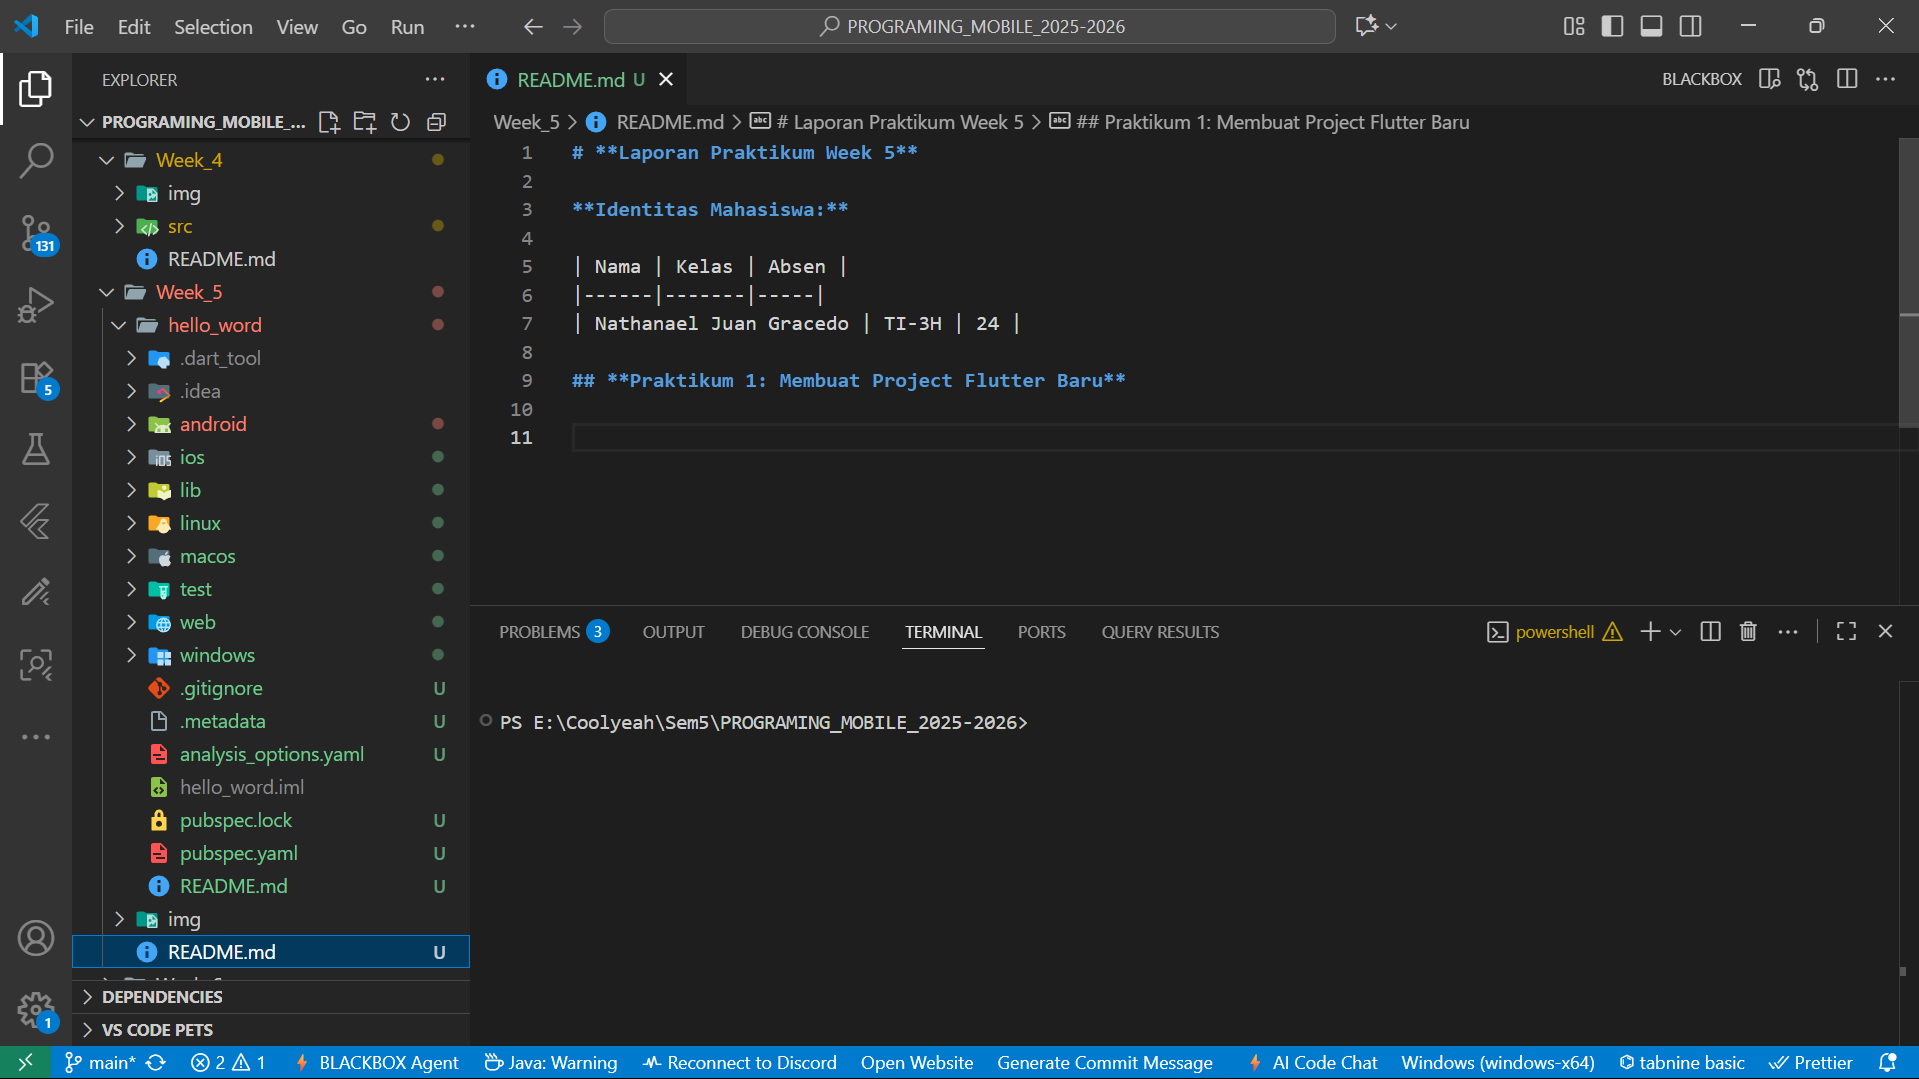 File Edit Selection View Go Run
PROGRAMING_MOBILE_2025-2026
EXPLORER
PROGRAMING_MOBILE_...
Week_4
img
src
README.md
Week_5
hello_word
.dart_tool
.idea
android
ios
lib
linux
macos
test
web
windows
.gitignore U
.metadata U
analysis_options.yaml U
hello_word.iml
pubspec.lock U
pubspec.yaml U
README.md U
img
README.md U
DEPENDENCIES
VS CODE PETS
131
5
1
README.md U
BLACKBOX
Week_5 > README.md > # Laporan Praktikum Week 5 > ## Praktikum 1: Membuat Project Flutter Baru
1 # **Laporan Praktikum Week 5**
2
3 **Identitas Mahasiswa:**
4
5 | Nama | Kelas | Absen |
6 |------|-------|-----|
7 | Nathanael Juan Gracedo | TI-3H | 24 |
8
9 ## **Praktikum 1: Membuat Project Flutter Baru**
10
11
PROBLEMS 3 OUTPUT DEBUG CONSOLE TERMINAL PORTS QUERY RESULTS
powershell
PS E:\Coolyeah\Sem5\PROGRAMING_MOBILE_2025-2026>
main* 2 1 BLACKBOX Agent Java: Warning Reconnect to Discord Open Website Generate Commit Message AI Code Chat Windows (windows-x64) tabnine basic Prettier